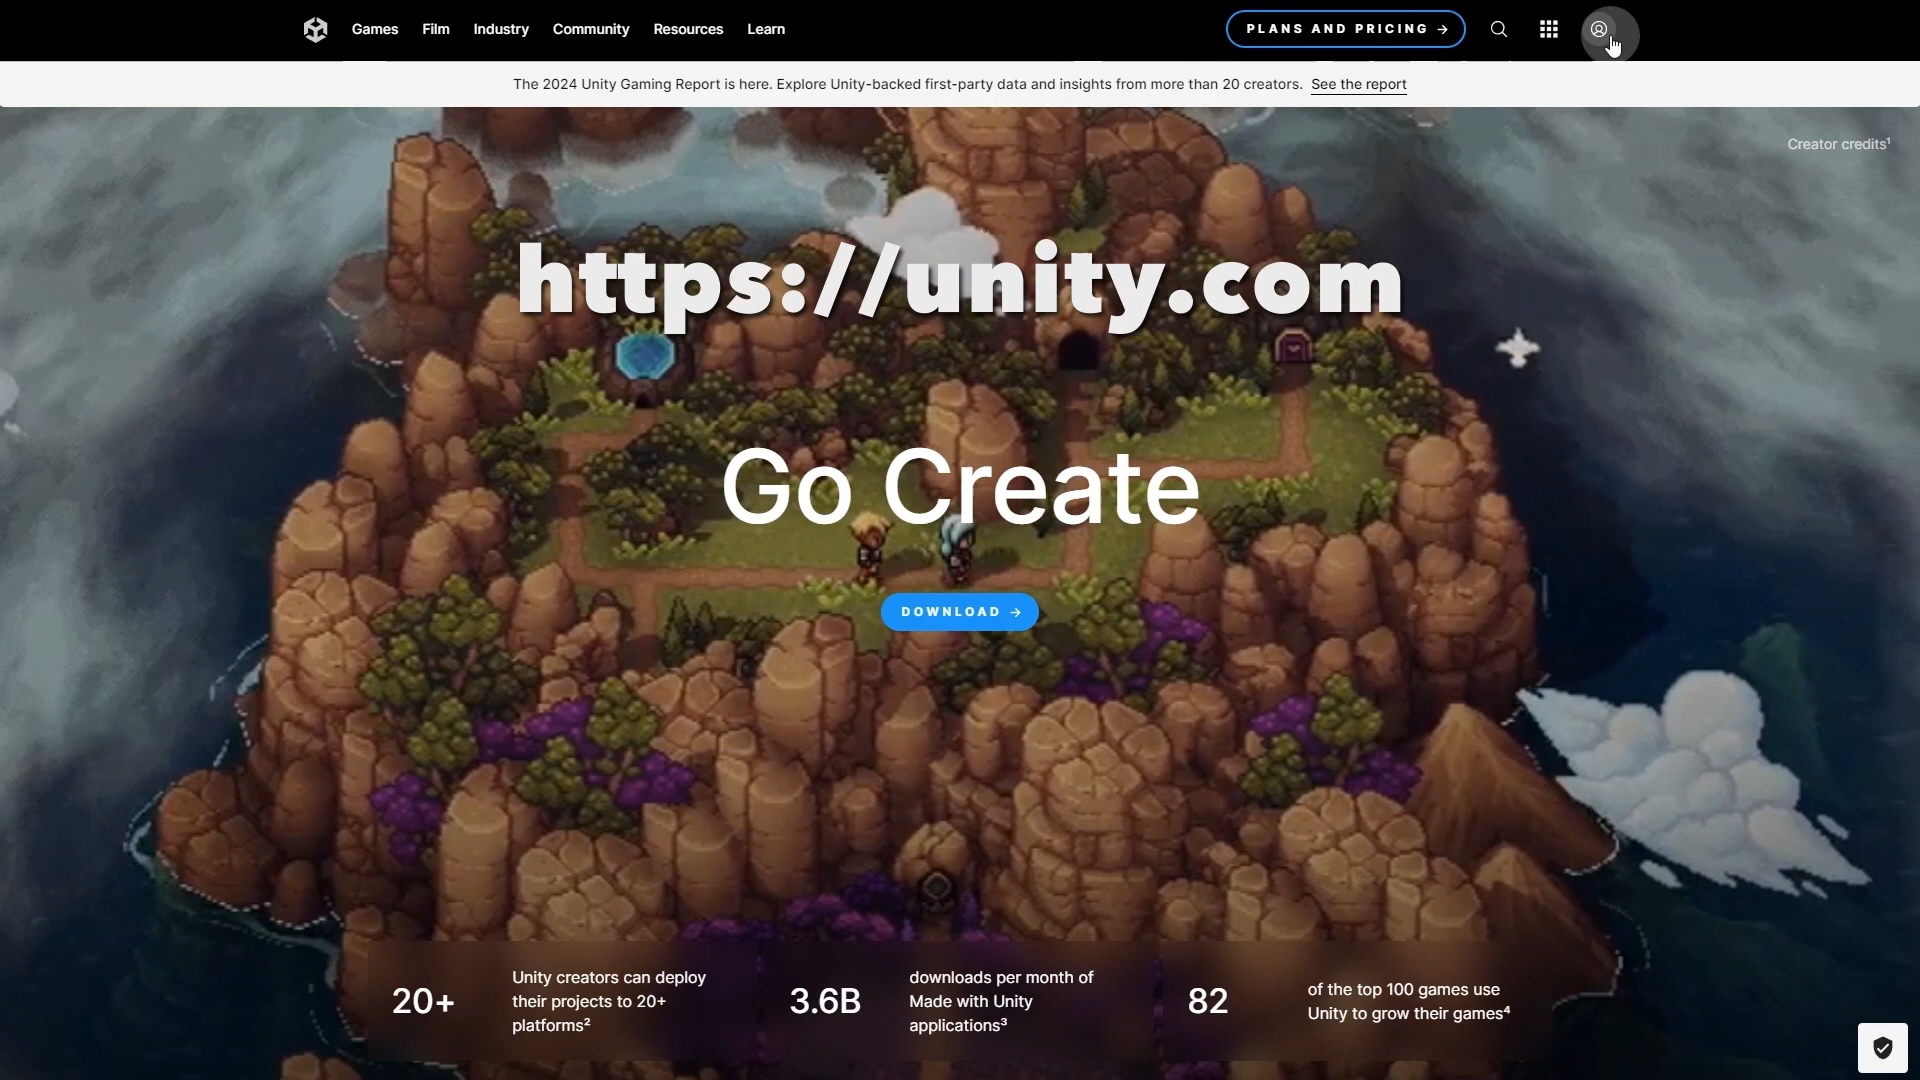 Games Film Industry Community Resources Learn PLANS AND PRICING →
The 2024 Unity Gaming Report is here. Explore Unity-backed first-party data and insights from more than 20 creators. See the report
Creator credits¹
https://unity.com
Go Create
DOWNLOAD →
20+
Unity creators can deploy
their projects to 20+
platforms²
3.6B
downloads per month of
Made with Unity
applications³
82
of the top 100 games use
Unity to grow their games⁴